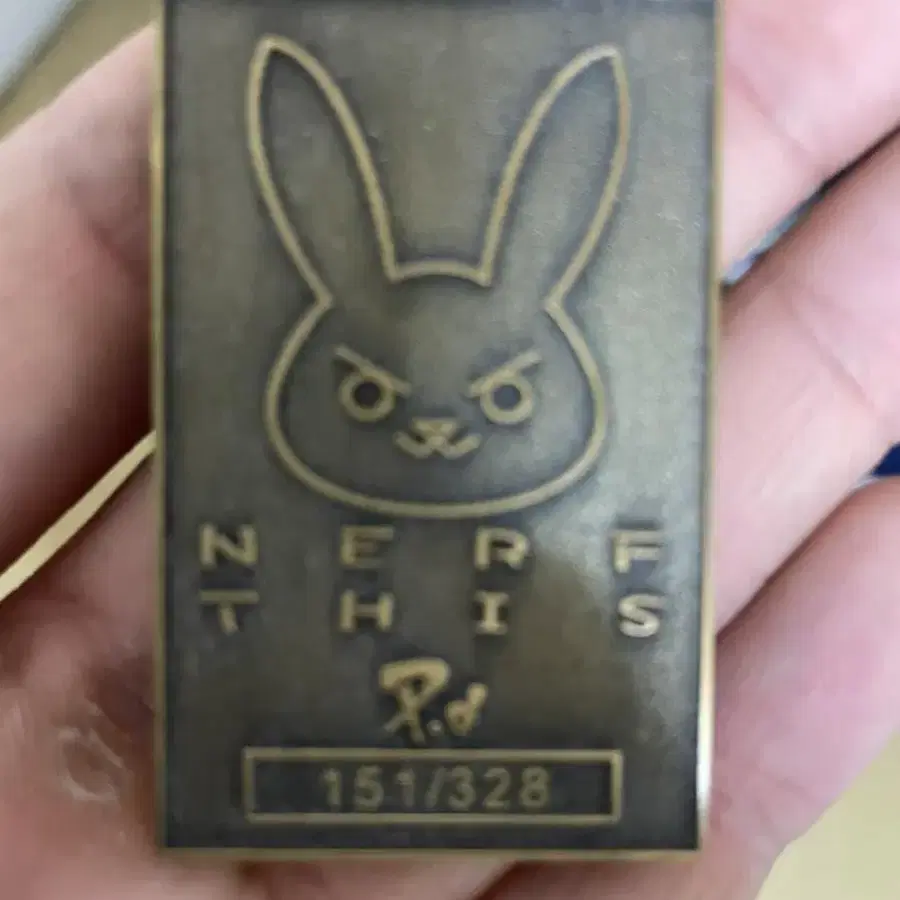 NERF
THIS
P.d
151/328